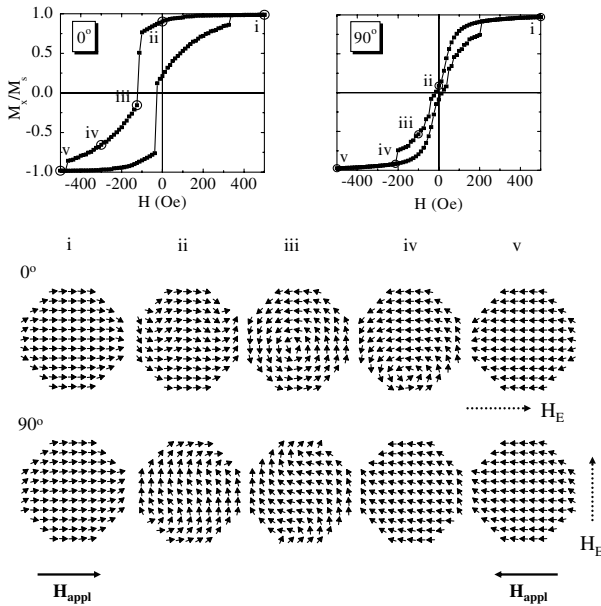 1.0
0.5
0.0
-0.5
-1.0
Mx/Ms
0°
i
ii
iii
iv
v
-400 -200 0 200 400
H (Oe)
90°
i
ii
iii
iv
v
-400 -200 0 200 400
H (Oe)
i ii iii iv v
0°
H_E
90°
H_E
H_appl H_appl